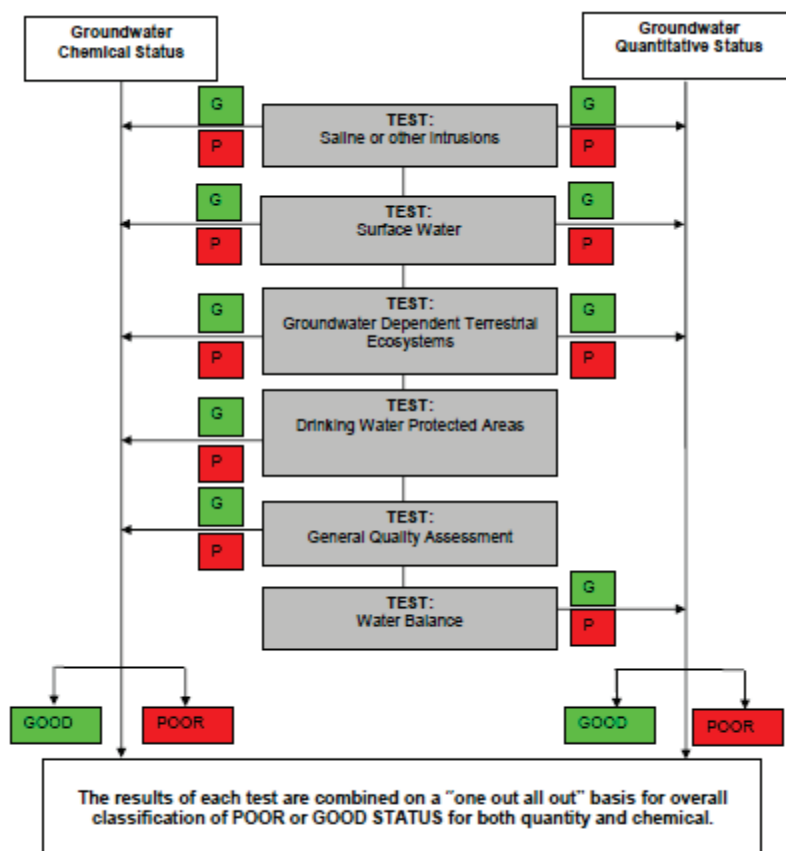 Groundwater
Chemical Status
Groundwater
Quantitative Status
G
P
TEST:
Saline or other Intrusions
G
P
G
P
TEST:
Surface Water
G
P
G
P
TEST:
Groundwater Dependent Terrestrial
Ecosystems
G
P
G
P
TEST:
Drinking Water Protected Areas
G
P
TEST:
General Quality Assessment
TEST:
Water Balance
G
P
GOOD
POOR
GOOD
POOR
The results of each test are combined on a "one out all out" basis for overall
classification of POOR or GOOD STATUS for both quantity and chemical.